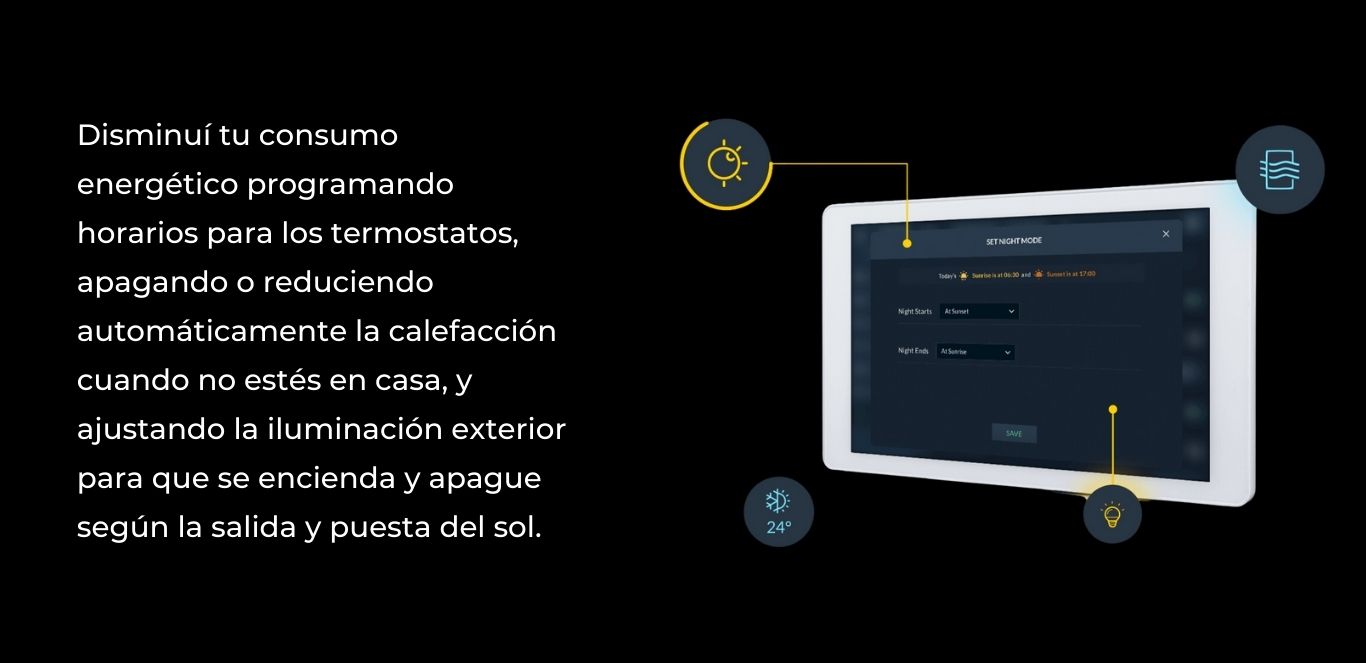 Disminuí tu consumo
energético programando
horarios para los termostatos,
apagando o reduciendo
automáticamente la calefacción
cuando no estés en casa, y
ajustando la iluminación exterior
para que se encienda y apague
según la salida y puesta del sol.
SET NIGHT MODE
Today's Sunrise is at 06:30 and Sunset is at 17:00
Night Starts At Sunset
Night Ends At Sunrise
SAVE
24°